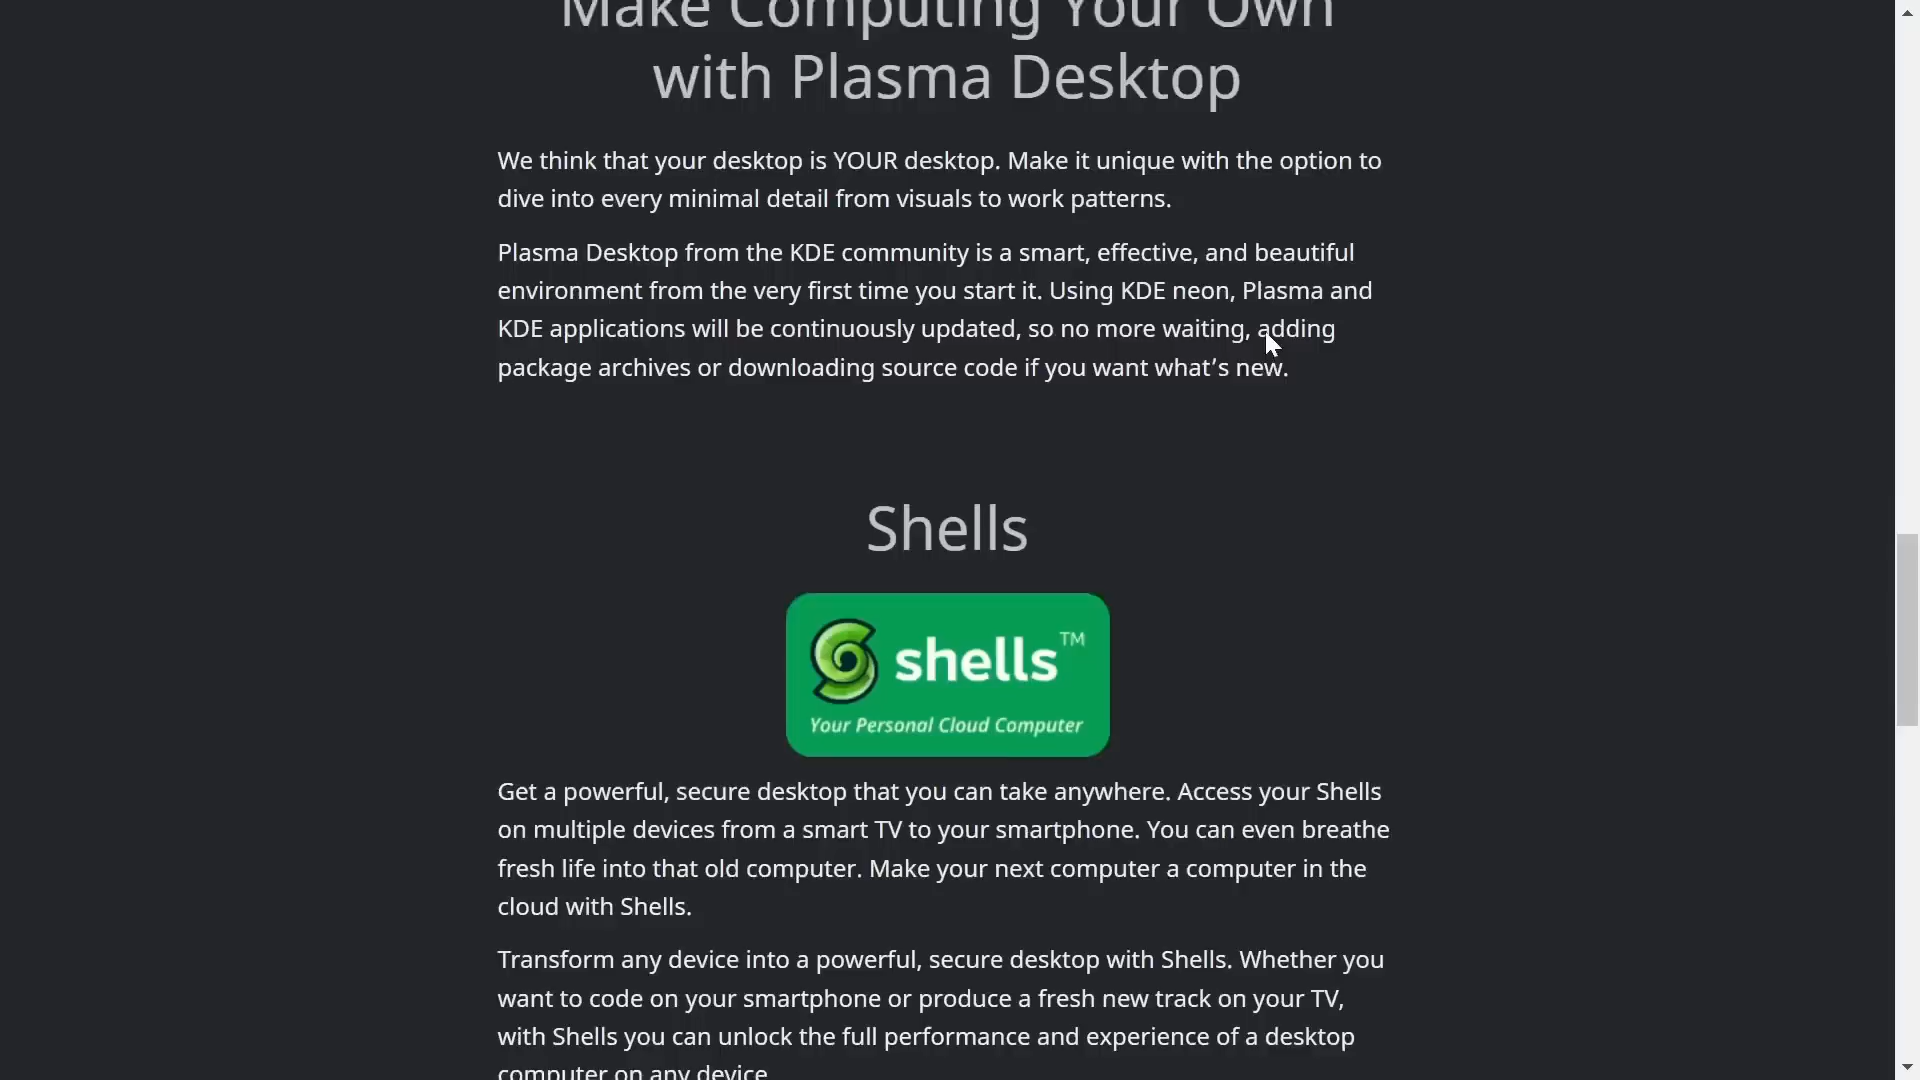 Make Computing Your Own
with Plasma Desktop
We think that your desktop is YOUR desktop. Make it unique with the option to
dive into every minimal detail from visuals to work patterns.
Plasma Desktop from the KDE community is a smart, effective, and beautiful
environment from the very first time you start it. Using KDE neon, Plasma and
KDE applications will be continuously updated, so no more waiting, adding
package archives or downloading source code if you want what’s new.
Shells
shells™
Your Personal Cloud Computer
Get a powerful, secure desktop that you can take anywhere. Access your Shells
on multiple devices from a smart TV to your smartphone. You can even breathe
fresh life into that old computer. Make your next computer a computer in the
cloud with Shells.
Transform any device into a powerful, secure desktop with Shells. Whether you
want to code on your smartphone or produce a fresh new track on your TV,
with Shells you can unlock the full performance and experience of a desktop
computer on any device